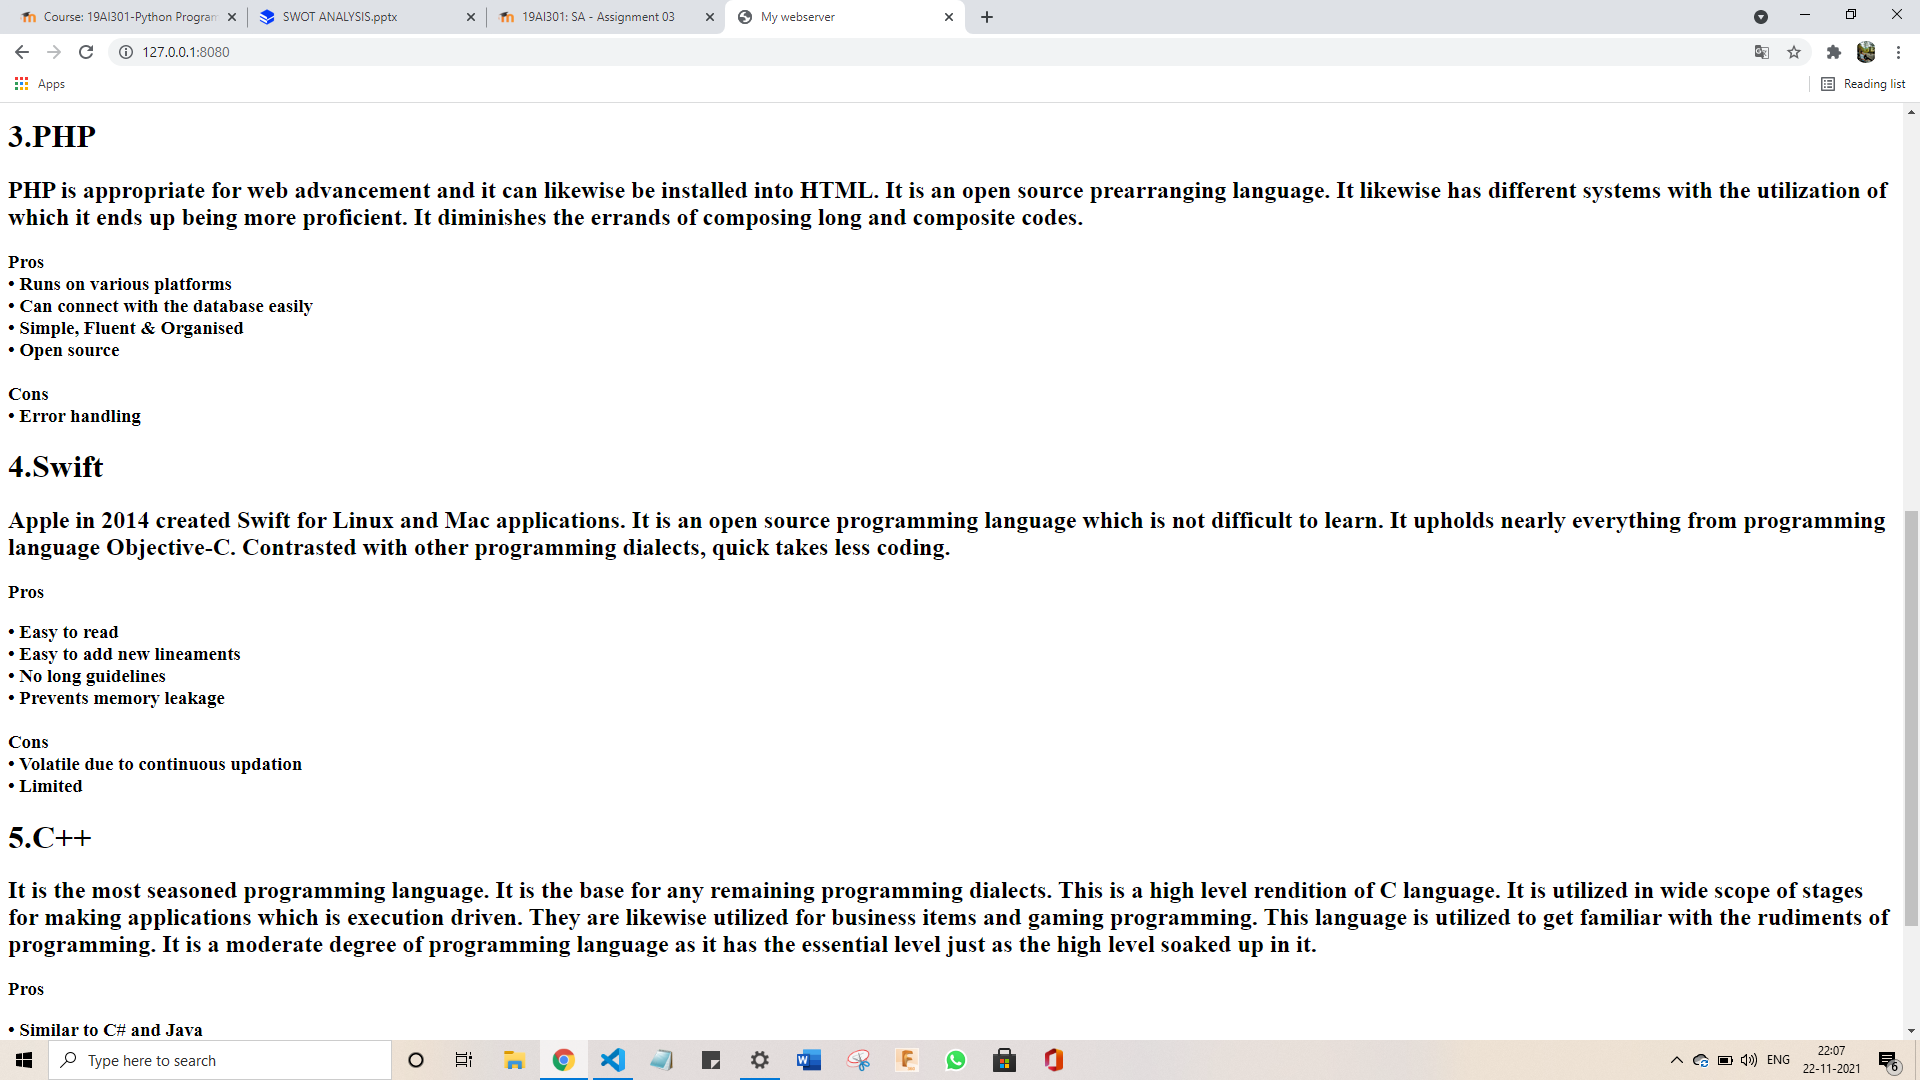 Course: 19AI301-Python Program
SWOT ANALYSIS.pptx
19AI301: SA - Assignment 03
My webserver
127.0.0.1:8080
Apps
Reading list
3.PHP
PHP is appropriate for web advancement and it can likewise be installed into HTML. It is an open source prearranging language. It likewise has different systems with the utilization of
which it ends up being more proficient. It diminishes the errands of composing long and composite codes.
Pros
• Runs on various platforms
• Can connect with the database easily
• Simple, Fluent & Organised
• Open source
Cons
• Error handling
4.Swift
Apple in 2014 created Swift for Linux and Mac applications. It is an open source programming language which is not difficult to learn. It upholds nearly everything from programming
language Objective-C. Contrasted with other programming dialects, quick takes less coding.
Pros
• Easy to read
• Easy to add new lineaments
• No long guidelines
• Prevents memory leakage
Cons
• Volatile due to continuous updation
• Limited
5.C++
It is the most seasoned programming language. It is the base for any remaining programming dialects. This is a high level rendition of C language. It is utilized in wide scope of stages
for making applications which is execution driven. They are likewise utilized for business items and gaming programming. This language is utilized to get familiar with the rudiments of
programming. It is a moderate degree of programming language as it has the essential level just as the high level soaked up in it.
Pros
• Similar to C# and Java
Type here to search
ENG
22:07
22-11-2021
6